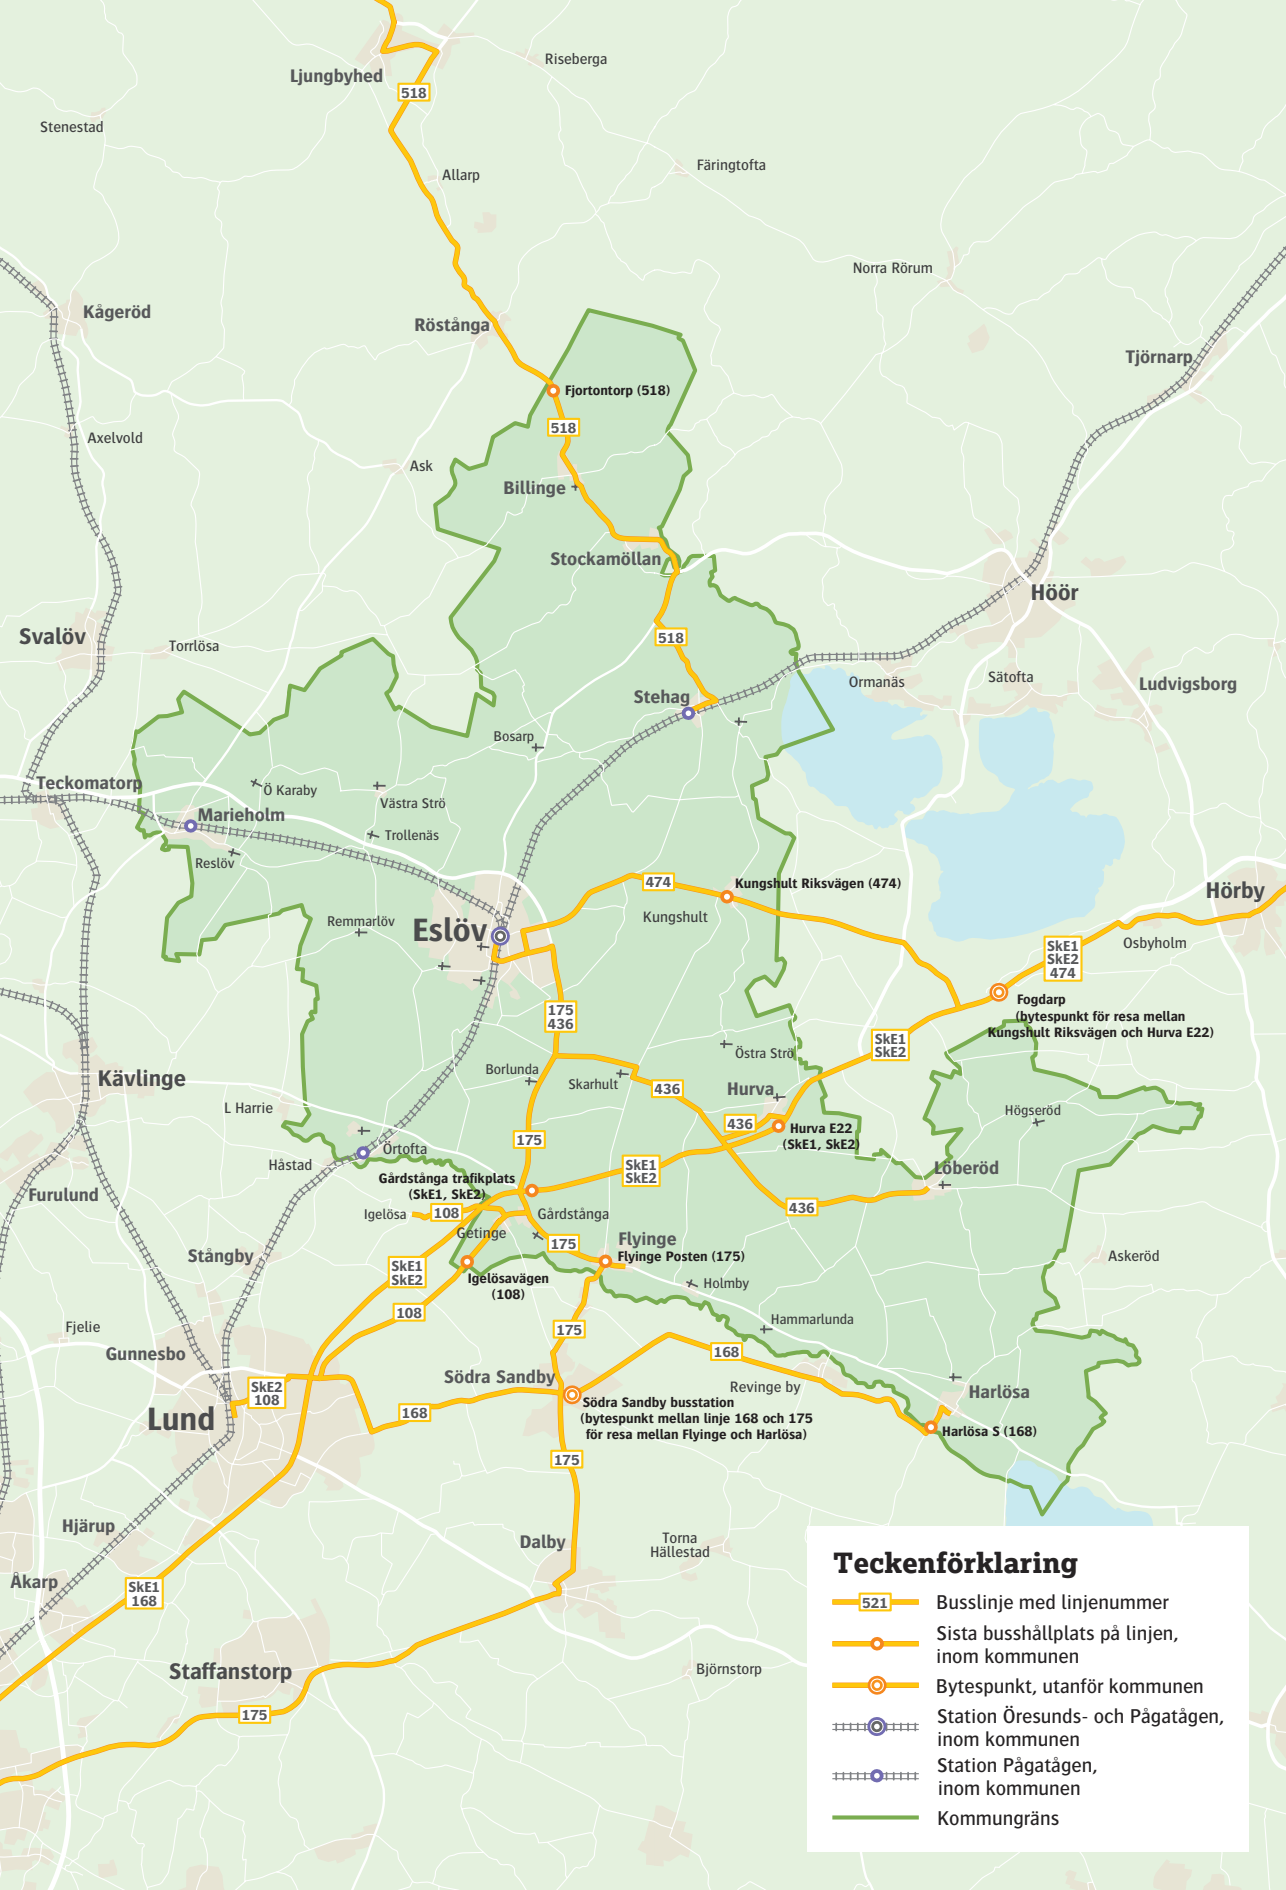 Riseberga
Ljungbyhed
518
Stenestad
Färingtofta
Allarp
Norra Rörum
Kågeröd
Röstånga
Tjörnarp
Fjortontorp (518)
518
Axelvold
Ask
Billinge
Stockamöllan
Höör
Svalöv
518
Torrlösa
Sätofta
Ormanäs
Ludvigsborg
Stehag
Bosarp
Teckomatorp
Ö Karaby
Västra Strö
Marieholm
Trollenäs
Reslöv
474
Kungshult Riksvägen (474)
Hörby
Kungshult
Remmarlöv
Eslöv
Osbyholm
SkE1
SkE2
474
Fogdarp
(bytespunkt för resa mellan
Kungshult Riksvägen och Hurva E22)
175
436
SkE1
SkE2
Östra Strö
Borlunda
Skarhult
Kävlinge
436
Hurva
L Harrie
Högseröd
436
Hurva E22
(SkE1, SkE2)
175
Örtofta
Håstad
Löberöd
SkE1
SkE2
Gårdstånga trafikplats
(SkE1, SkE2)
Furulund
436
Igelösa
108
Gårdstånga
Getinge
175
Flyinge
Flyinge Posten (175)
Stångby
Askeröd
SkE1
SkE2
Igelösavägen
(108)
Holmby
108
Hammarlunda
175
Fjelie
Gunnesbo
168
Södra Sandby
Revinge by
SkE2
108
Harlösa
Södra Sandby busstation
(bytespunkt mellan linje 168 och 175
för resa mellan Flyinge och Harlösa)
168
Lund
Harlösa S (168)
175
Hjärup
Dalby
Torna
Hällestad
Åkarp
SkE1
168
Staffanstorp
Björnstorp
175
Teckenförklaring
521
Busslinje med linjenummer
Sista busshållplats på linjen,
inom kommunen
Bytespunkt, utanför kommunen
Station Öresunds- och Pågatågen,
inom kommunen
Station Pågatågen,
inom kommunen
Kommungräns